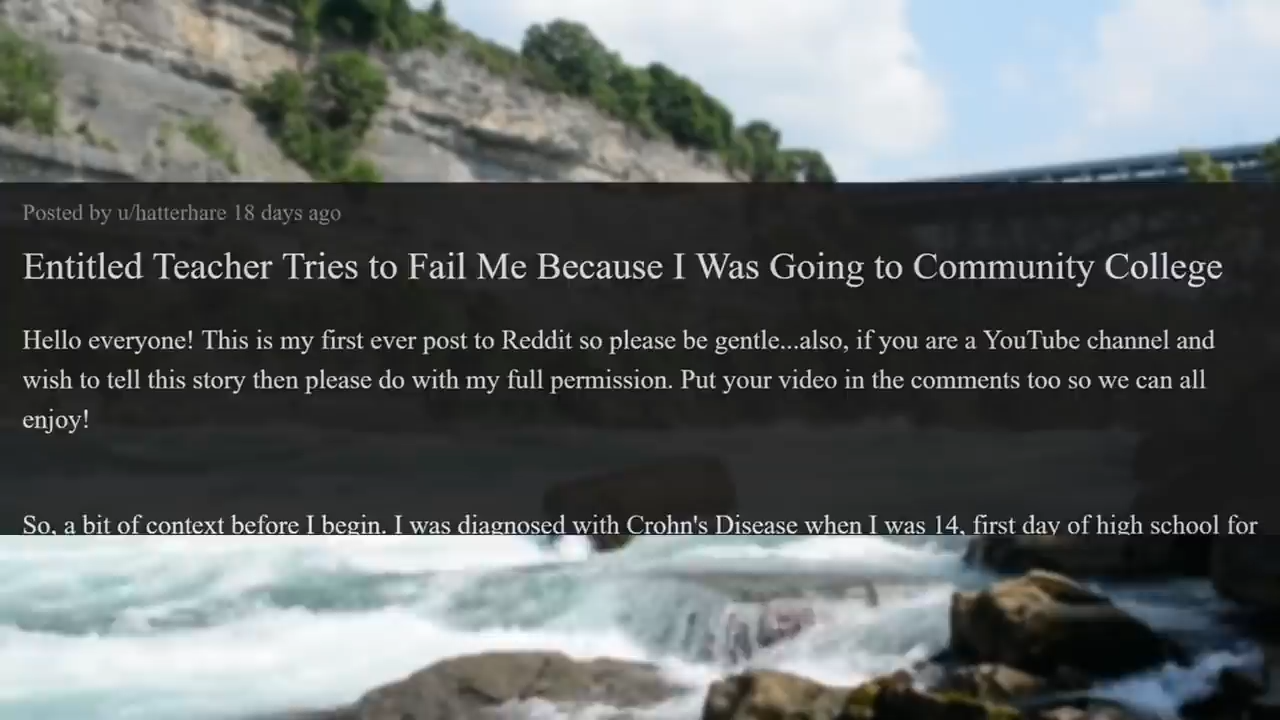 Posted by u/hatterhare 18 days ago
Entitled Teacher Tries to Fail Me Because I Was Going to Community College
Hello everyone! This is my first ever post to Reddit so please be gentle...also, if you are a YouTube channel and
wish to tell this story then please do with my full permission. Put your video in the comments too so we can all
enjoy!
So, a bit of context before I begin. I was diagnosed with Crohn's Disease when I was 14, first day of high school for